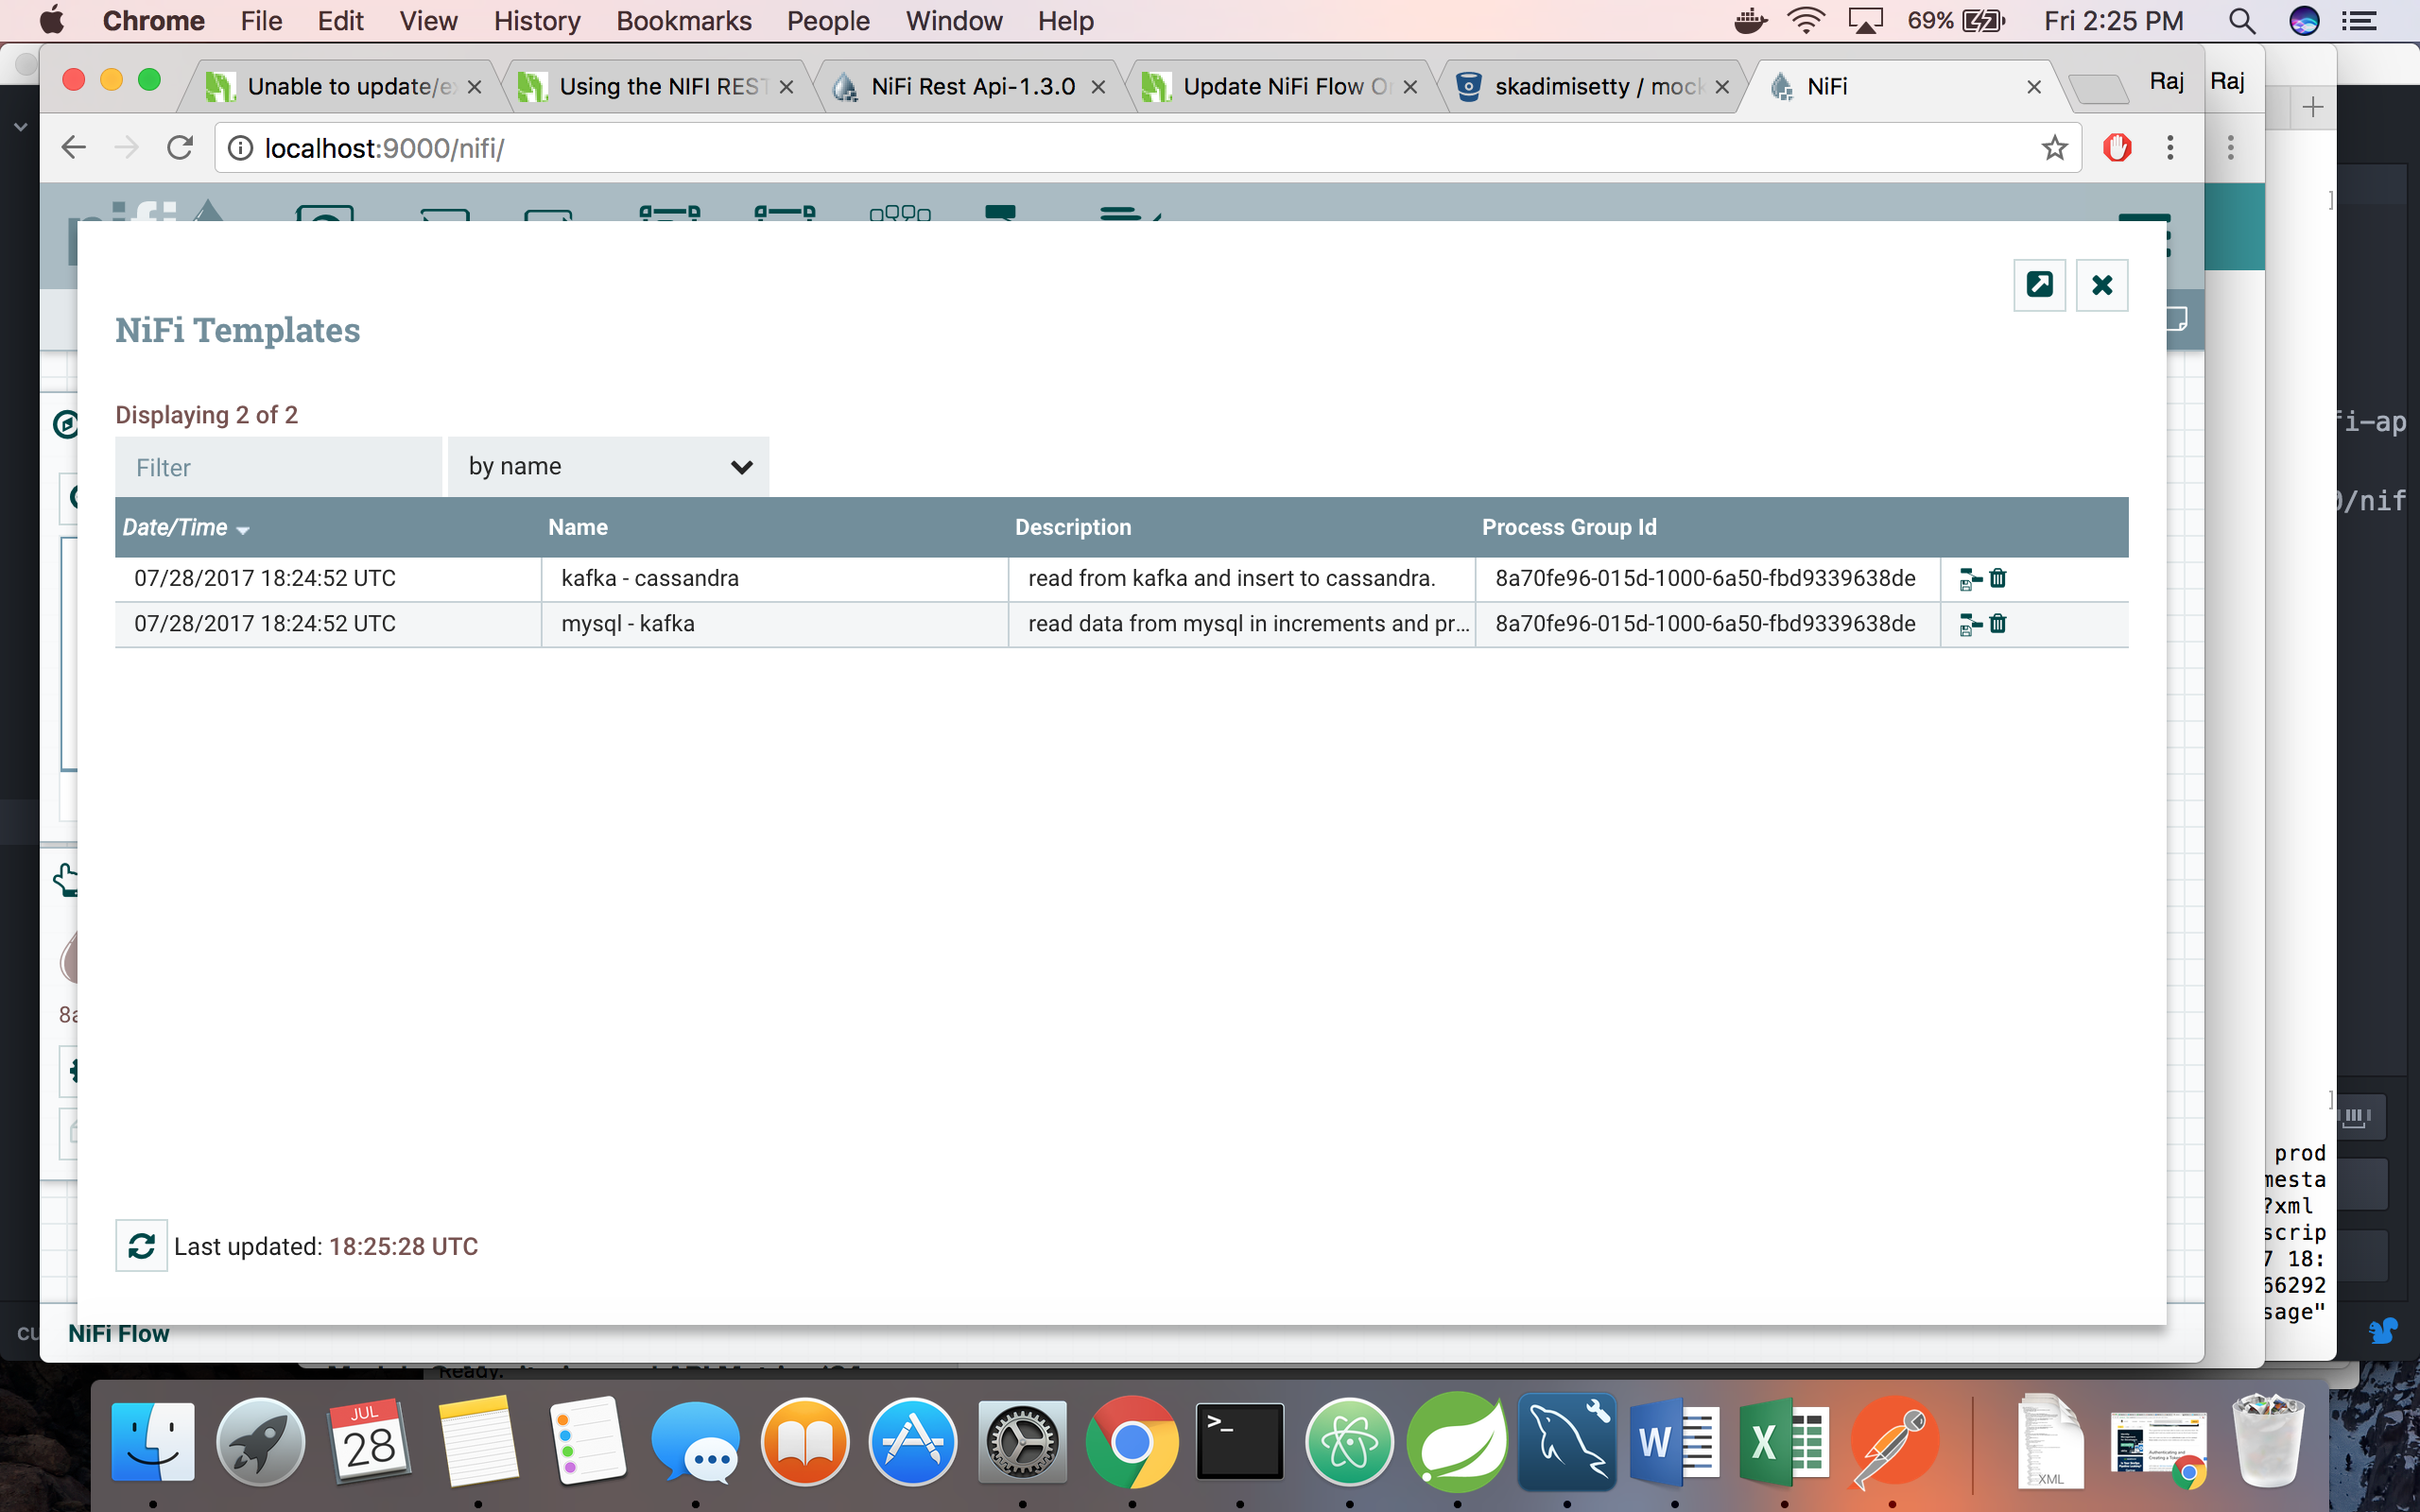 Chrome File Edit View History Bookmarks People Window Help 69% Fri 2:25 PM
Unable to update/e Using the NIFI REST NiFi Rest Api-1.3.0 Update NiFi Flow O skadimisetty / mock NiFi Raj Raj
localhost:9000/nifi/
NiFi Templates
Displaying 2 of 2
Filter by name
Date/Time Name Description Process Group Id
07/28/2017 18:24:52 UTC kafka - cassandra read from kafka and insert to cassandra. 8a70fe96-015d-1000-6a50-fbd9339638de
07/28/2017 18:24:52 UTC mysql - kafka read data from mysql in increments and pr... 8a70fe96-015d-1000-6a50-fbd9339638de
Last updated: 18:25:28 UTC
NiFi Flow
fi-ap
0/nif
prod
mesta
?xml
scrip
7 18:
66292
sage"
Ready.
JUL
28
XML